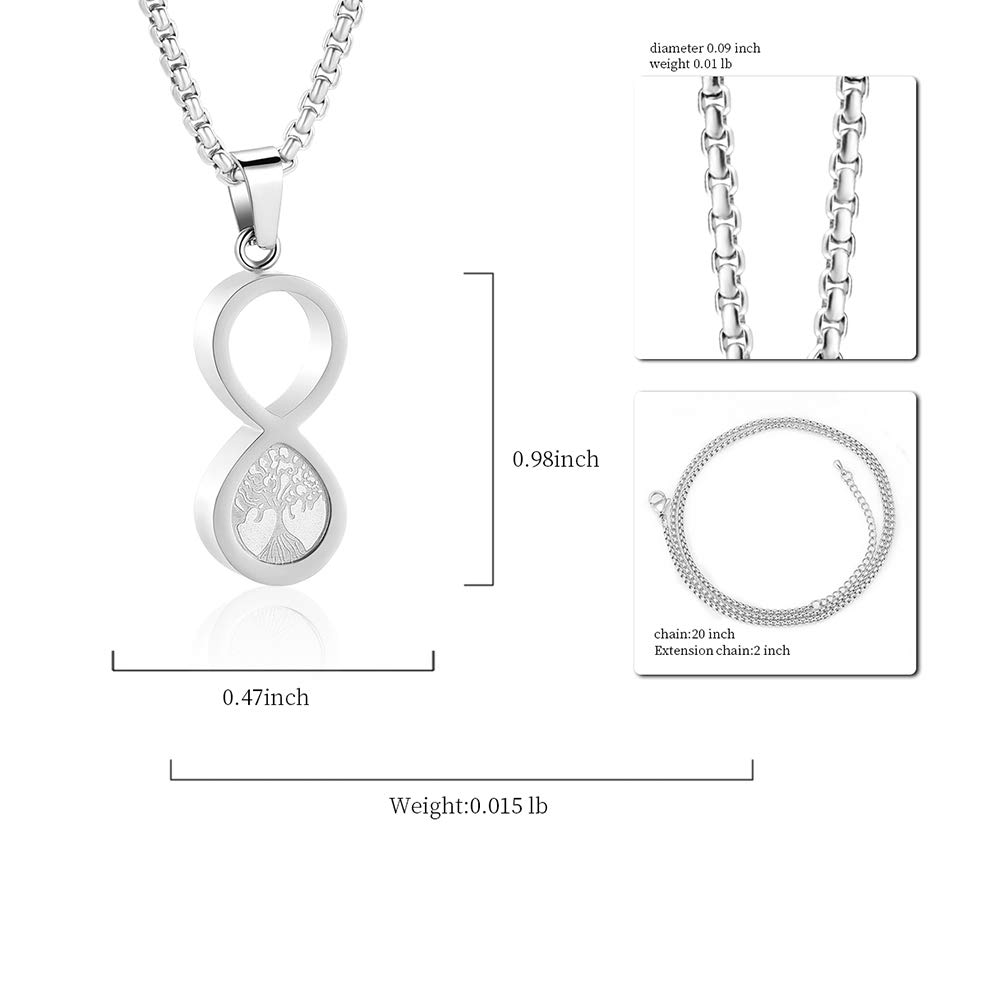 diameter 0.09 inch
weight 0.01 lb
0.98inch
chain:20 inch
Extension chain:2 inch
0.47inch
Weight:0.015 lb